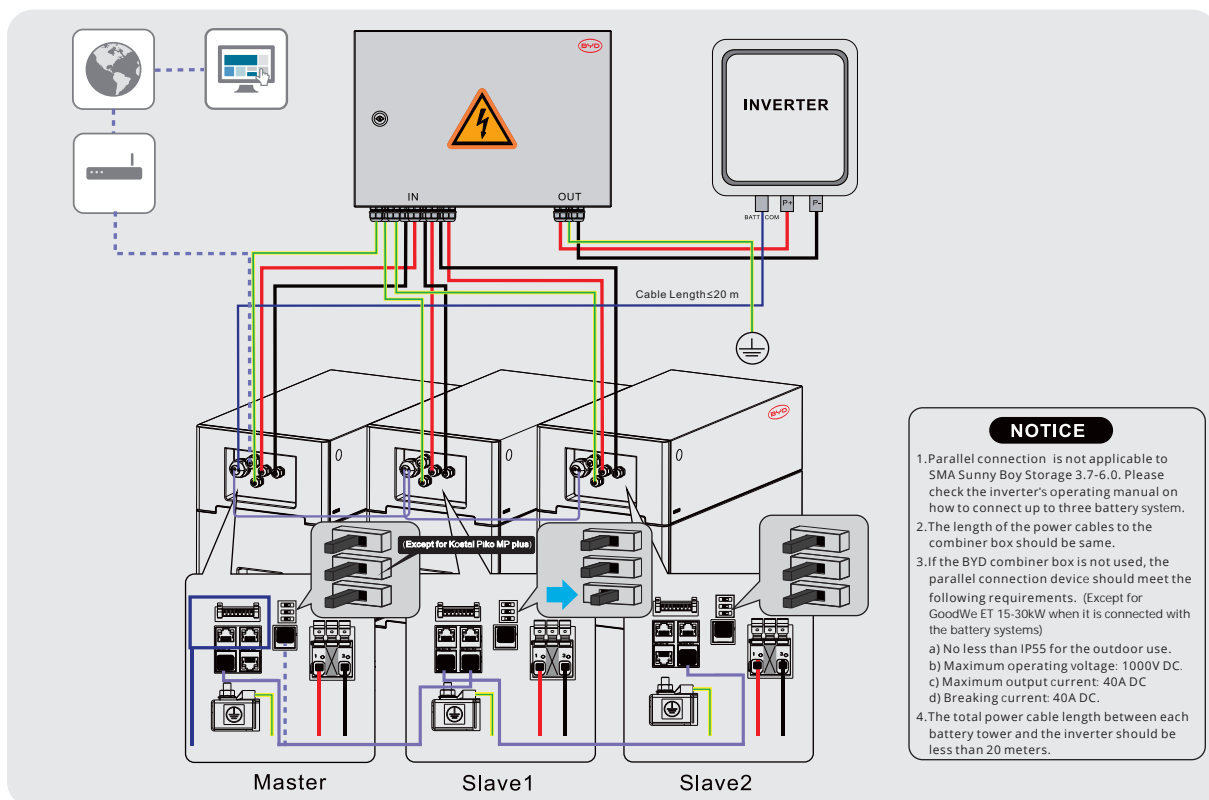 BYD
INVERTER
IN
OUT
P+
P-
BATT COM
Cable Length≤20 m
BYD
(Except for Kostal Piko MP plus)
1 3
1 3
1 3
Master
Slave1
Slave2
NOTICE
1.Parallel connection is not applicable to
SMA Sunny Boy Storage 3.7-6.0. Please
check the inverter's operating manual on
how to connect up to three battery system.
2.The length of the power cables to the
combiner box should be same.
3.If the BYD combiner box is not used, the
parallel connection device should meet the
following requirements. (Except for
GoodWe ET 15-30kW when it is connected with
the battery systems)
a) No less than IP55 for the outdoor use.
b) Maximum operating voltage: 1000V DC.
c) Maximum output current: 40A DC
d) Breaking current: 40A DC.
4.The total power cable length between each
battery tower and the inverter should be
less than 20 meters.